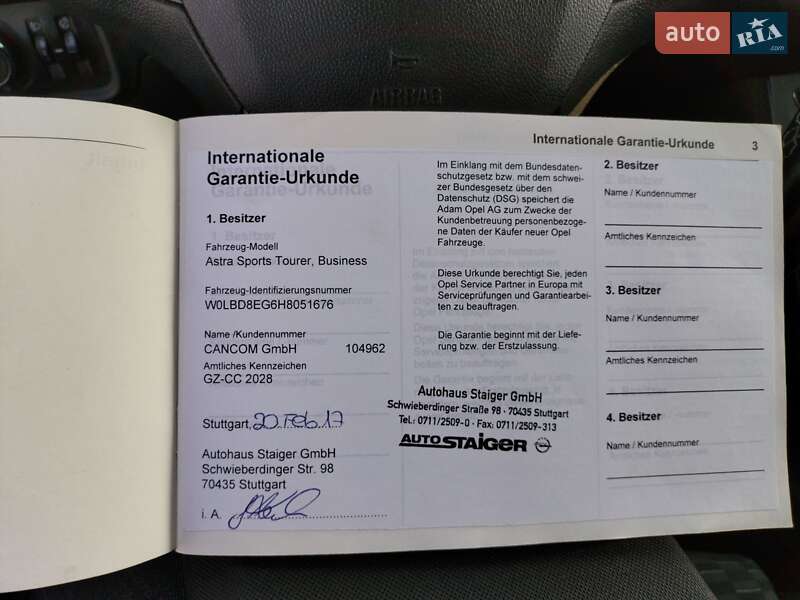 auto RIA.com
AIRBAG
Internationale Garantie-Urkunde 3
Internationale
Garantie-Urkunde
1. Besitzer
Fahrzeug-Modell
Astra Sports Tourer, Business
Fahrzeug-Identifizierungsnummer
W0LBD8EG6H8051676
Name /Kundennummer
CANCOM GmbH 104962
Amtliches Kennzeichen
GZ-CC 2028
Stuttgart, 20. Feb. 17
Autohaus Staiger GmbH
Schwieberdinger Str. 98
70435 Stuttgart
i. A.
Im Einklang mit dem Bundesdaten-
schutzgesetz bzw. mit dem schwei-
zer Bundesgesetz über den
Datenschutz (DSG) speichert die
Adam Opel AG zum Zwecke der
Kundenbetreuung personenbezoge-
ne Daten der Käufer neuer Opel
Fahrzeuge.
Diese Urkunde berechtigt Sie, jeden
Opel Service Partner in Europa mit
Serviceprüfungen und Garantiearbei-
ten zu beauftragen.
Die Garantie beginnt mit der Liefe-
rung bzw. der Erstzulassung.
Autohaus Staiger GmbH
Schwieberdinger Straße 98 · 70435 Stuttgart
Tel.: 0711/2509-0 · Fax: 0711/2509-313
AUTO STAIGER
2. Besitzer
Name / Kundennummer
Amtliches Kennzeichen
3. Besitzer
Name / Kundennummer
Amtliches Kennzeichen
4. Besitzer
Name / Kundennummer